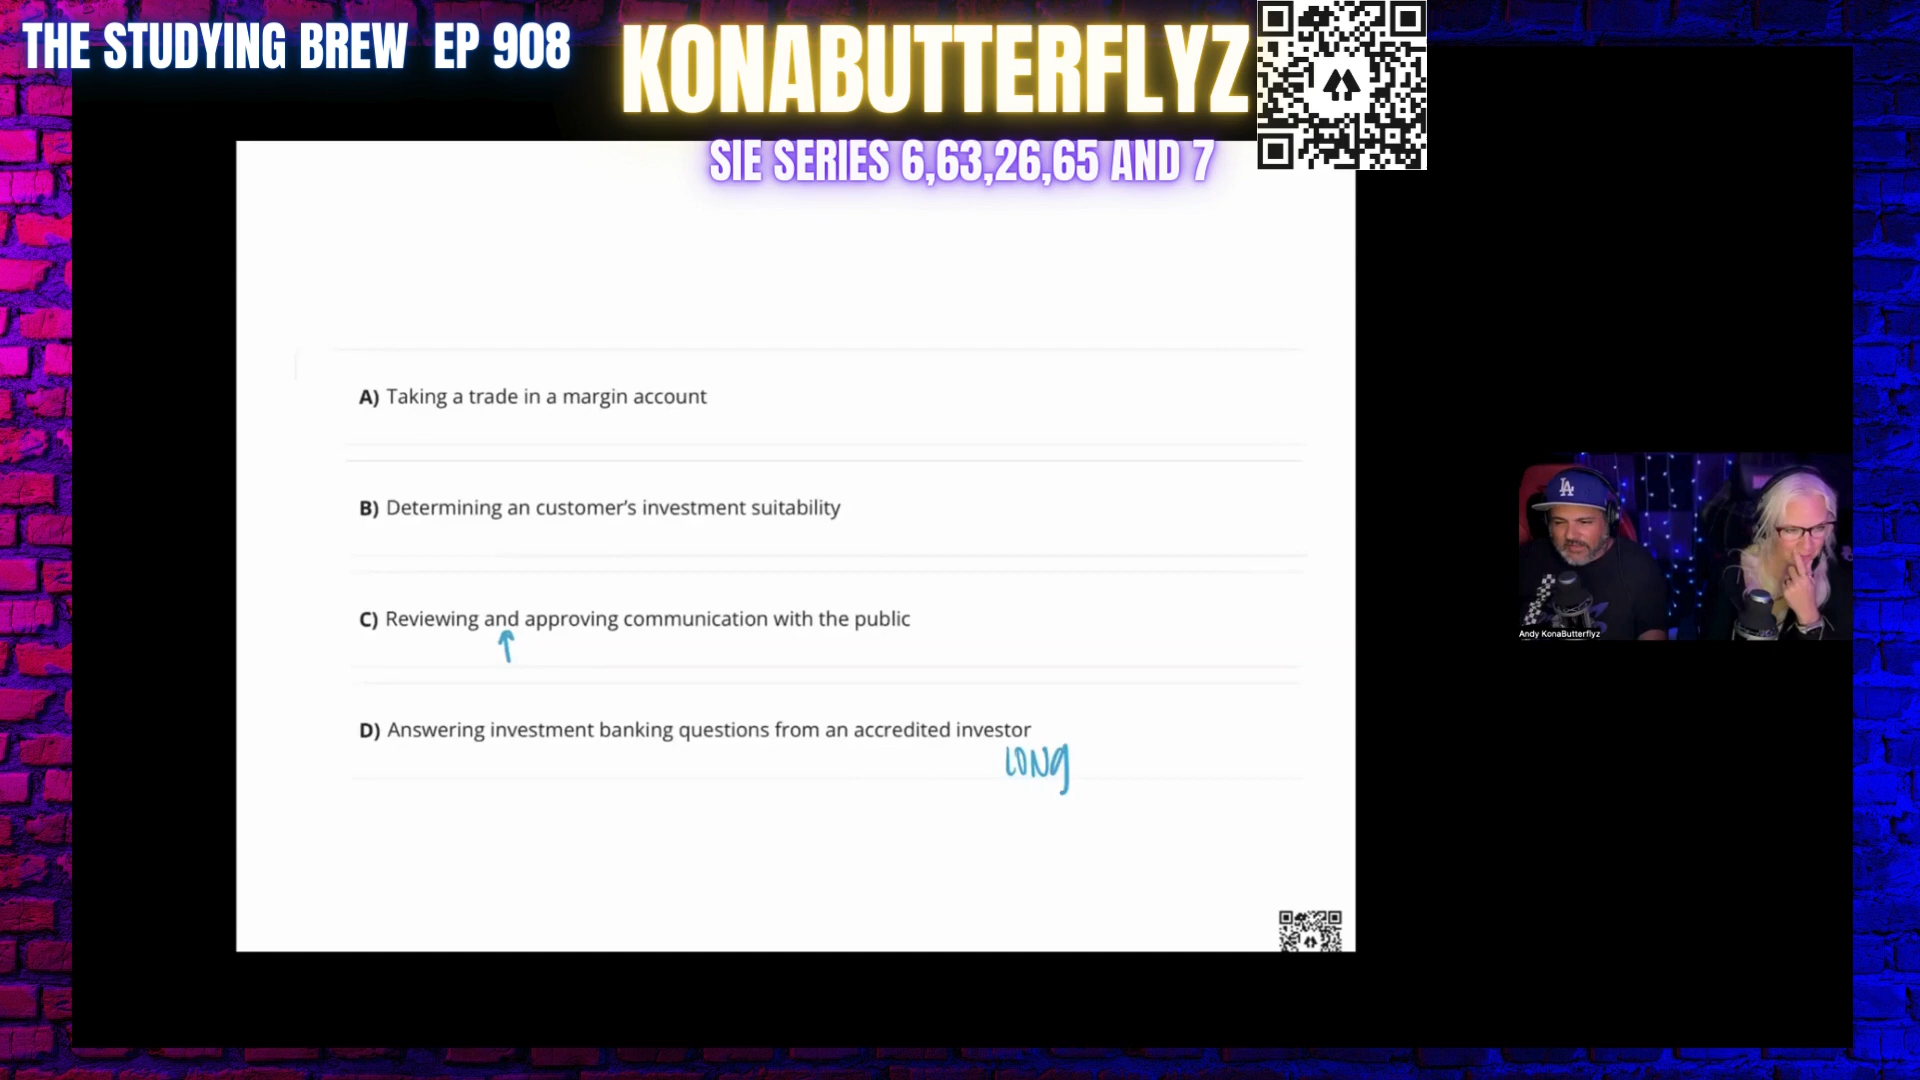 THE STUDYING BREW EP 908
KONABUTTERFLYZ
SIE SERIES 6,63,26,65 AND 7
A) Taking a trade in a margin account
B) Determining an customer's investment suitability
C) Reviewing and approving communication with the public
D) Answering investment banking questions from an accredited investor
LONg
LA
Andy KonaButterflyz